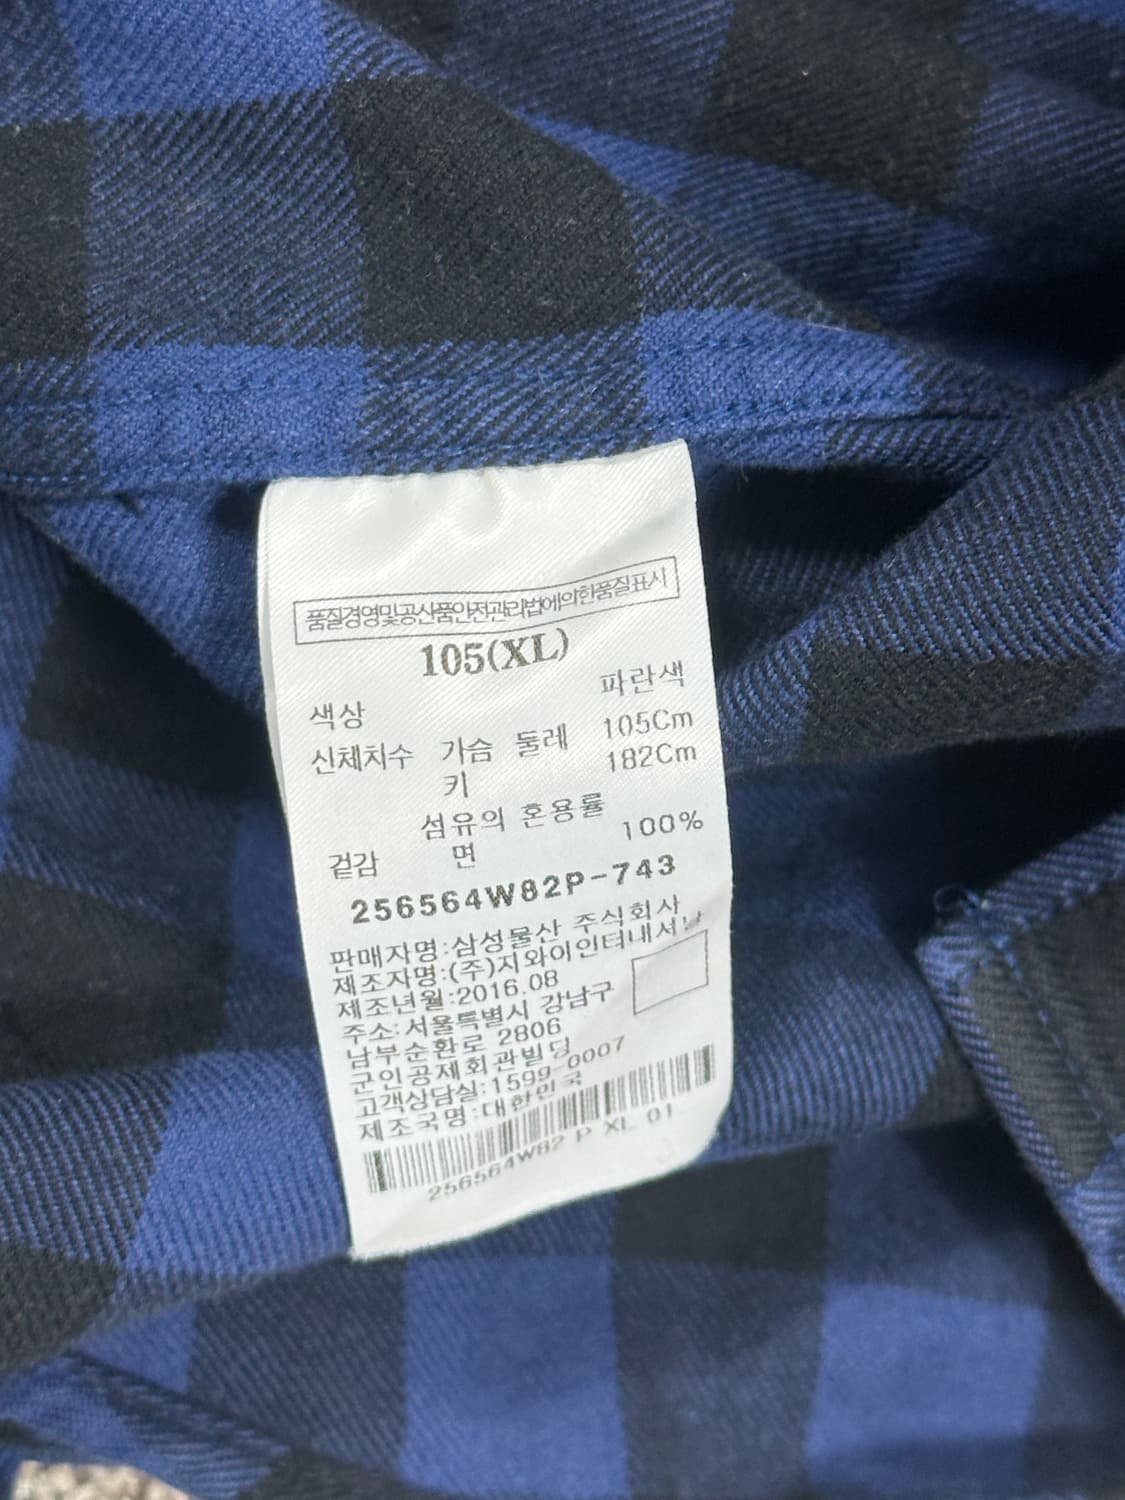 품질경영및공산품안전관리법에의한품질표시
105(XL)
색상 파란색
신체치수 가슴 둘레 105Cm
키 182Cm
섬유의 혼용률
겉감 면 100%
256564W82P-743
판매자명:삼성물산 주식회사
제조자명:(주)지와이인터내셔날
제조년월:2016.08
주소:서울특별시 강남구
남부순환로 2806
군인공제회관빌딩
고객상담실:1599-0007
제조국명:대한민국
256564W82 P XL 01